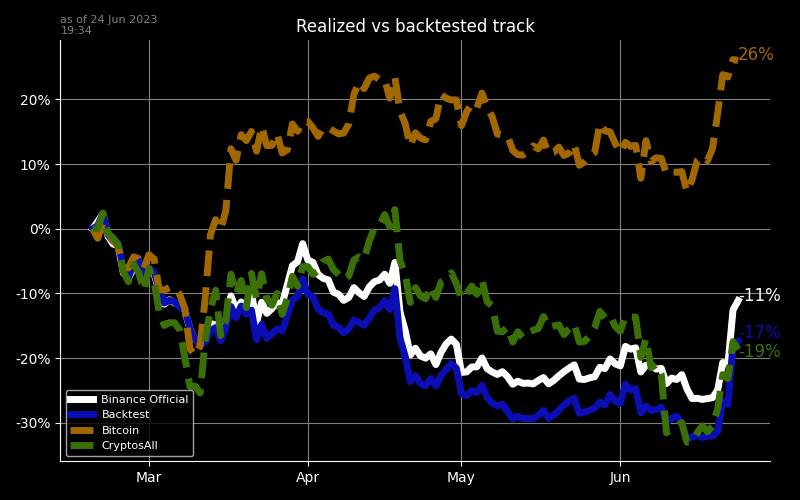 as of 24 Jun 2023
19:34
Realized vs backtested track
26%
20%
10%
0%
-10%
-20%
-30%
-11%
-17%
-19%
Binance Official
Backtest
Bitcoin
CryptosAll
Mar
Apr
May
Jun